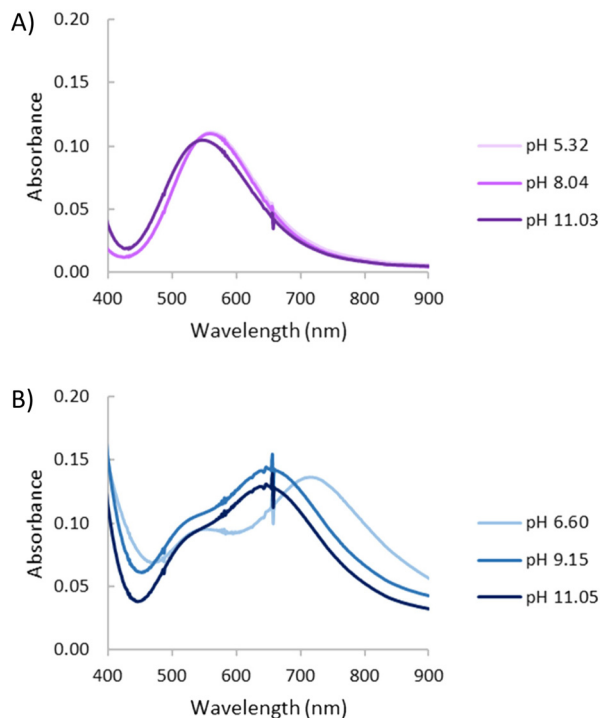 A)
0.20
0.15
0.10
0.05
0.00
Absorbance
400 500 600 700 800 900
Wavelength (nm)
pH 5.32
pH 8.04
pH 11.03
B)
0.20
0.15
0.10
0.05
0.00
Absorbance
400 500 600 700 800 900
Wavelength (nm)
pH 6.60
pH 9.15
pH 11.05